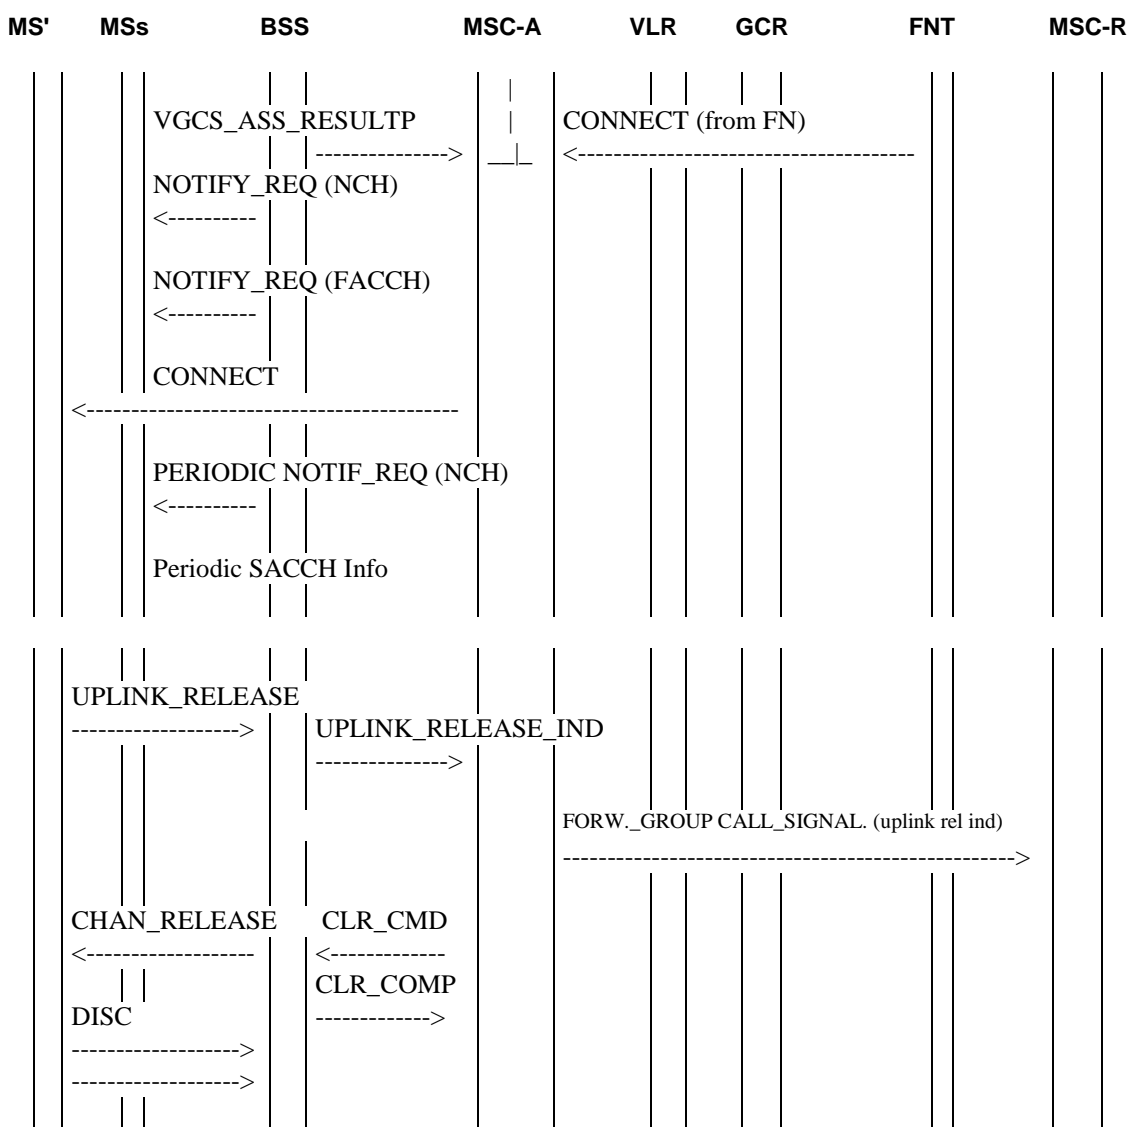 MS' MSs BSS MSC-A VLR GCR FNT MSC-R
VGCS_ASS_RESULTP CONNECT (from FN)
NOTIFY_REQ (NCH)
NOTIFY_REQ (FACCH)
CONNECT
PERIODIC NOTIF_REQ (NCH)
Periodic SACCH Info
UPLINK_RELEASE
UPLINK_RELEASE_IND
FORW._GROUP CALL_SIGNAL. (uplink rel ind)
CHAN_RELEASE CLR_CMD
CLR_COMP
DISC